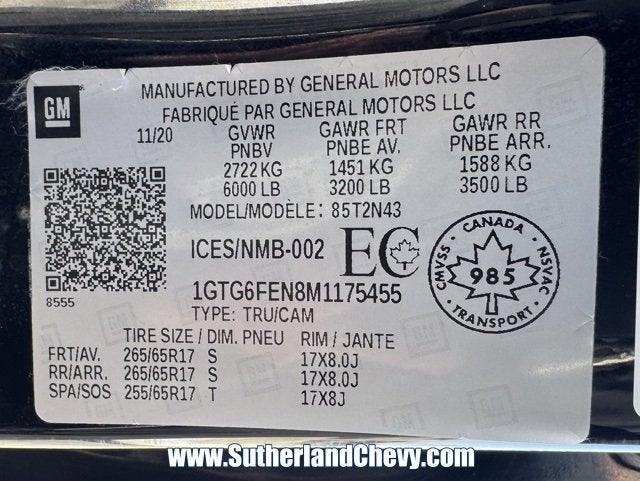 GM
MANUFACTURED BY GENERAL MOTORS LLC
FABRIQUÉ PAR GENERAL MOTORS LLC
11/20 GVWR GAWR FRT GAWR RR
PNBV PNBE AV. PNBE ARR.
2722 KG 1451 KG 1588 KG
6000 LB 3200 LB 3500 LB
MODEL/MODÈLE: 85T2N43
ICES/NMB-002 EC
CANADA
CMVSS 985 NSVAC
TRANSPORT
8555
1GTG6FEN8M1175455
TYPE: TRU/CAM
TIRE SIZE / DIM. PNEU RIM / JANTE
FRT/AV. 265/65R17 S 17X8.0J
RR/ARR. 265/65R17 S 17X8.0J
SPA/SOS 255/65R17 T 17X8J
www.SutherlandChevy.com